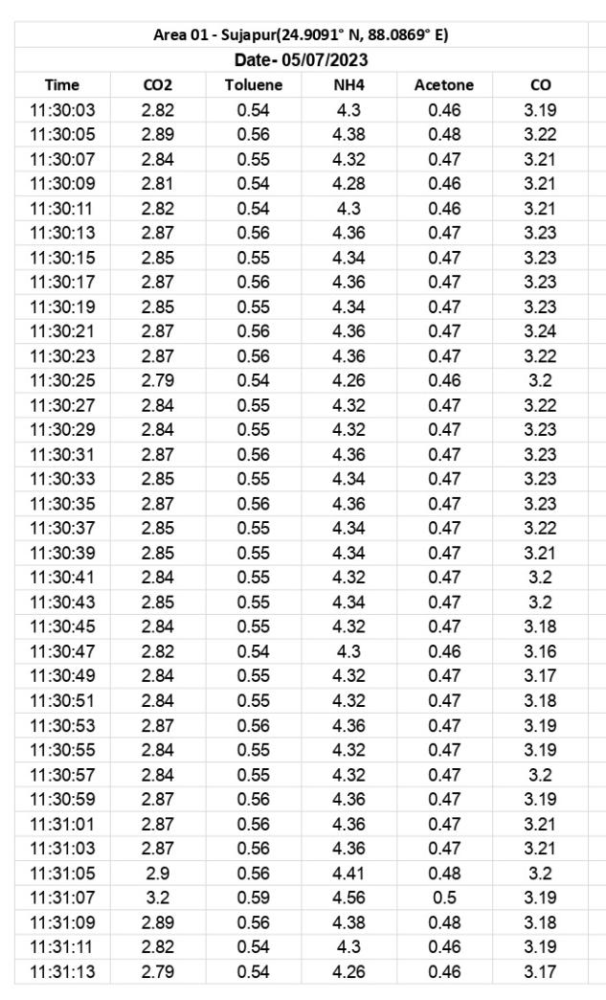 Area 01 - Sujapur(24.9091° N, 88.0869° E)
Date- 05/07/2023
Time CO2 Toluene NH4 Acetone CO
11:30:03 2.82 0.54 4.3 0.46 3.19
11:30:05 2.89 0.56 4.38 0.48 3.22
11:30:07 2.84 0.55 4.32 0.47 3.21
11:30:09 2.81 0.54 4.28 0.46 3.21
11:30:11 2.82 0.54 4.3 0.46 3.21
11:30:13 2.87 0.56 4.36 0.47 3.23
11:30:15 2.85 0.55 4.34 0.47 3.23
11:30:17 2.87 0.56 4.36 0.47 3.23
11:30:19 2.85 0.55 4.34 0.47 3.23
11:30:21 2.87 0.56 4.36 0.47 3.24
11:30:23 2.87 0.56 4.36 0.47 3.22
11:30:25 2.79 0.54 4.26 0.46 3.2
11:30:27 2.84 0.55 4.32 0.47 3.22
11:30:29 2.84 0.55 4.32 0.47 3.23
11:30:31 2.87 0.56 4.36 0.47 3.23
11:30:33 2.85 0.55 4.34 0.47 3.23
11:30:35 2.87 0.56 4.36 0.47 3.23
11:30:37 2.85 0.55 4.34 0.47 3.22
11:30:39 2.85 0.55 4.34 0.47 3.21
11:30:41 2.84 0.55 4.32 0.47 3.2
11:30:43 2.85 0.55 4.34 0.47 3.2
11:30:45 2.84 0.55 4.32 0.47 3.18
11:30:47 2.82 0.54 4.3 0.46 3.16
11:30:49 2.84 0.55 4.32 0.47 3.17
11:30:51 2.84 0.55 4.32 0.47 3.18
11:30:53 2.87 0.56 4.36 0.47 3.19
11:30:55 2.84 0.55 4.32 0.47 3.19
11:30:57 2.84 0.55 4.32 0.47 3.2
11:30:59 2.87 0.56 4.36 0.47 3.19
11:31:01 2.87 0.56 4.36 0.47 3.21
11:31:03 2.87 0.56 4.36 0.47 3.21
11:31:05 2.9 0.56 4.41 0.48 3.2
11:31:07 3.2 0.59 4.56 0.5 3.19
11:31:09 2.89 0.56 4.38 0.48 3.18
11:31:11 2.82 0.54 4.3 0.46 3.19
11:31:13 2.79 0.54 4.26 0.46 3.17